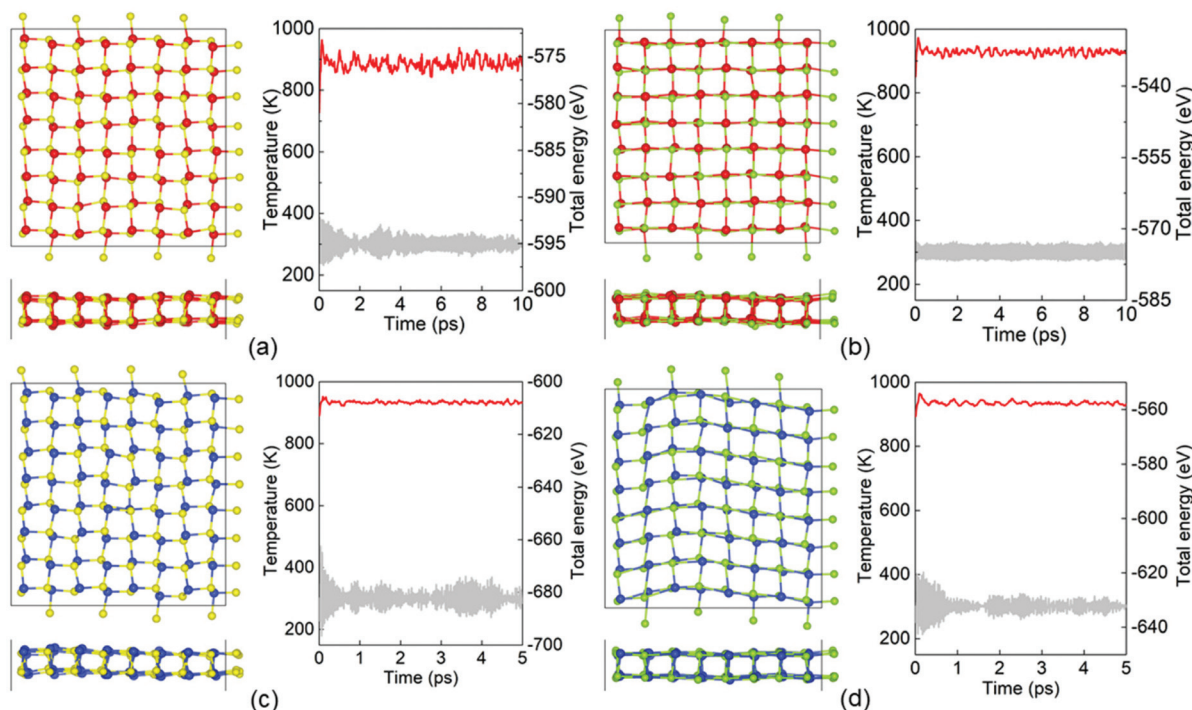 1000
800
600
400
200
Temperature (K)
-575
-580
-585
-590
-595
-600
Total energy (eV)
0 2 4 6 8 10
Time (ps)
(a)
1000
800
600
400
200
Temperature (K)
-540
-555
-570
-585
Total energy (eV)
0 2 4 6 8 10
Time (ps)
(b)
1000
800
600
400
200
Temperature (K)
-600
-620
-640
-660
-680
-700
Total energy (eV)
0 1 2 3 4 5
Time (ps)
(c)
1000
800
600
400
200
Temperature (K)
-560
-580
-600
-620
-640
Total energy (eV)
0 1 2 3 4 5
Time (ps)
(d)